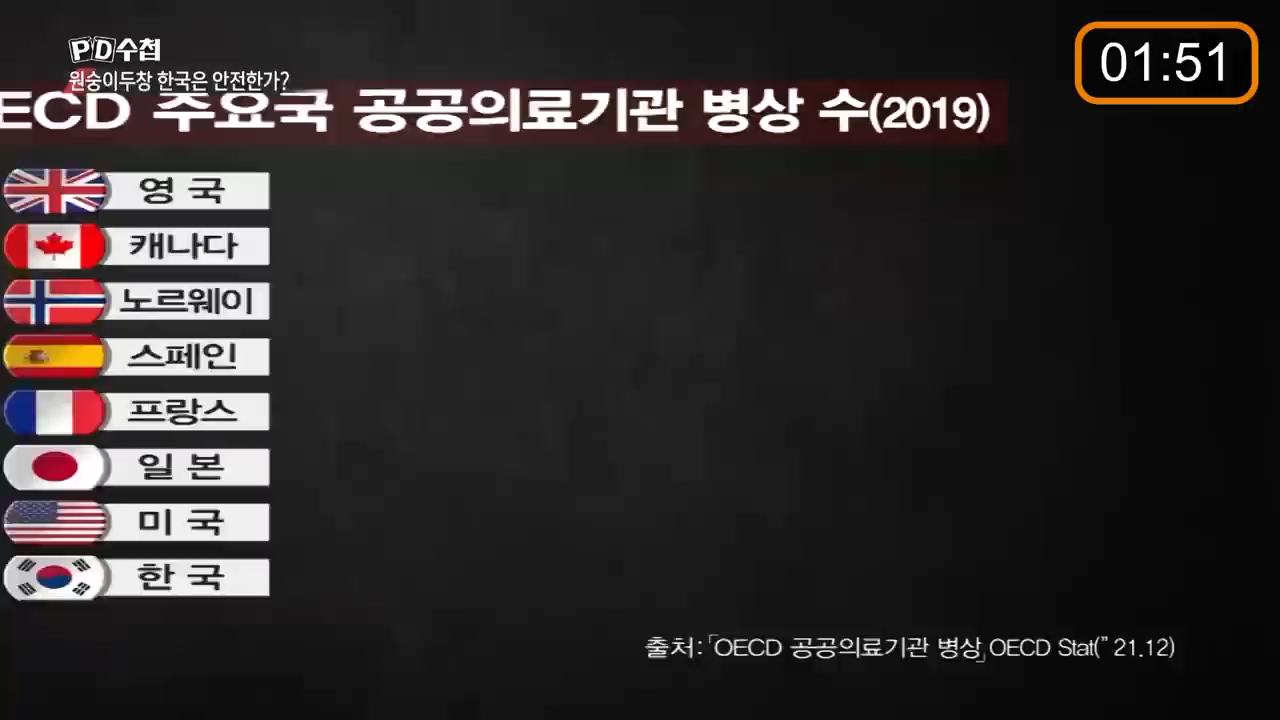 PD수첩
원숭이두창 한국은 안전한가?
01:51
ECD 주요국 공공의료기관 병상 수(2019)
영국
캐나다
노르웨이
스페인
프랑스
일본
미국
한국
출처:「OECD 공공의료기관 병상」OECD Stat(" 21.12)